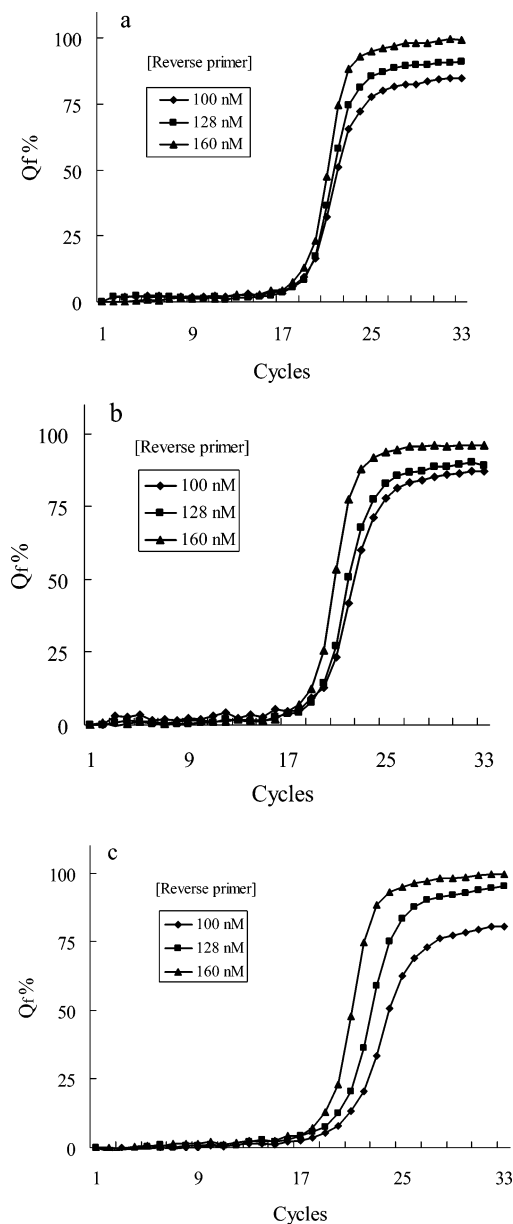 a
100
[Reverse primer]
100 nM
128 nM
160 nM
75
Qf %
50
25
0
1 9 17 25 33
Cycles
b
100
[Reverse primer]
100 nM
128 nM
160 nM
75
Qf %
50
25
0
1 9 17 25 33
Cycles
c
100
[Reverse primer]
100 nM
128 nM
160 nM
75
Qf %
50
25
0
1 9 17 25 33
Cycles